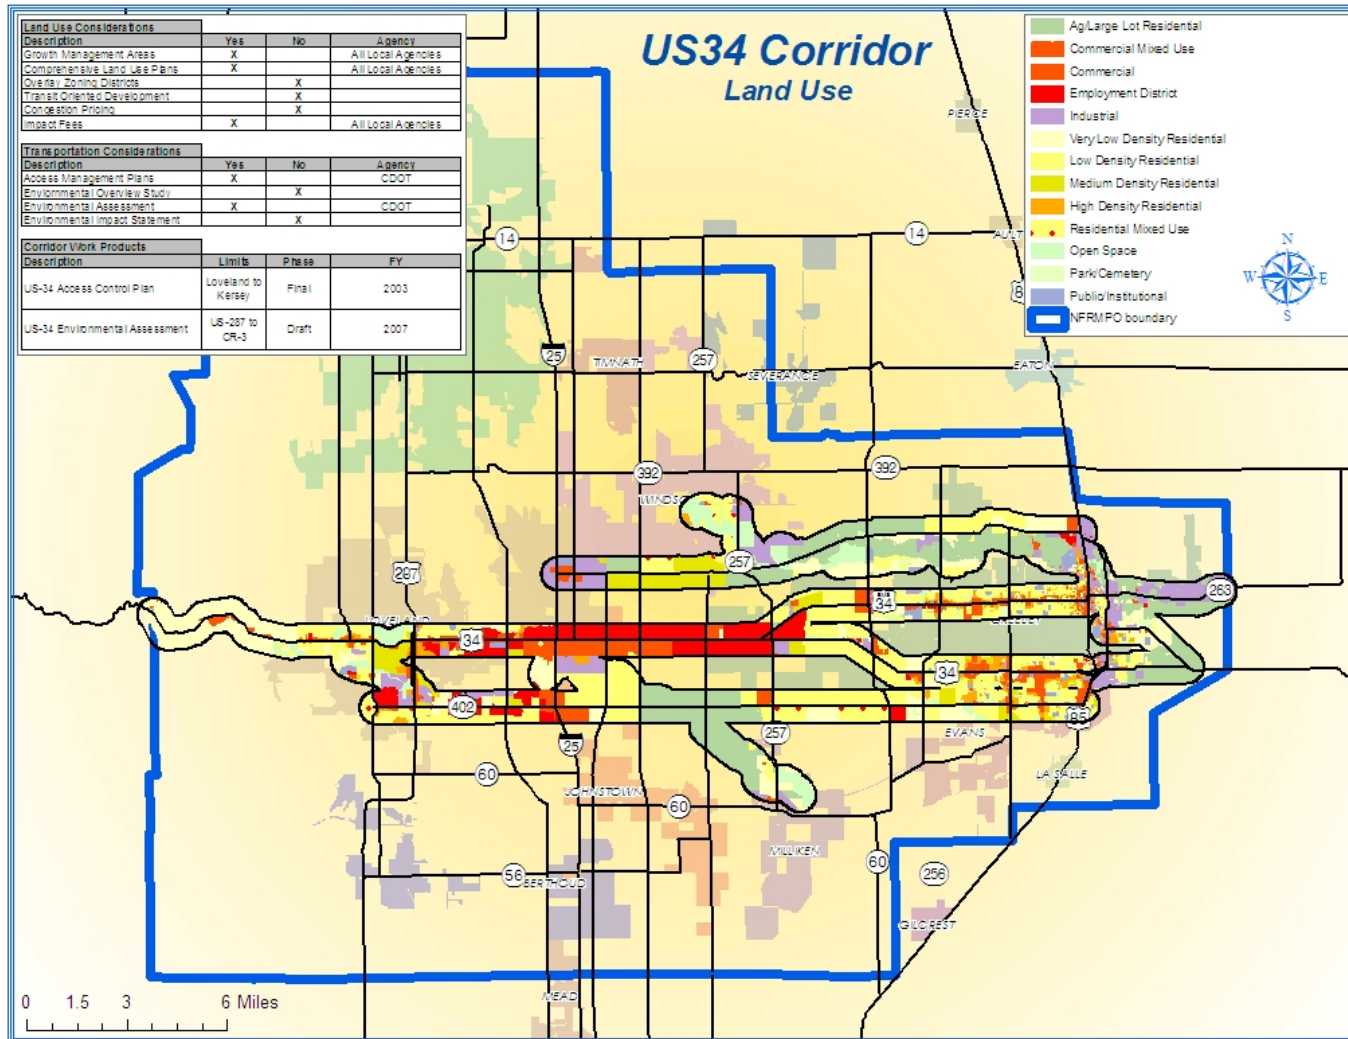 US34 Corridor
Land Use
Land Use Considerations
Description Yes No Agency
Growth Management Areas X All Local Agencies
Comprehensive Land Use Plans X All Local Agencies
Overlay Zoning Districts X
Transit Oriented Development X
Congestion Pricing X
Impact Fees X All Local Agencies
Transportation Considerations
Description Yes No Agency
Access Management Plans X CDOT
Environmental Overview Study X
Environmental Assessment X CDOT
Environmental Impact Statement X
Corridor Work Products
Description Limits Phase FY
US-34 Access Control Plan Loveland to Kersey Final 2003
US-34 Environmental Assessment US-287 to CR-3 Draft 2007
Ag/Large Lot Residential
Commercial Mixed Use
Commercial
Employment District
Industrial
Very Low Density Residential
Low Density Residential
Medium Density Residential
High Density Residential
Residential Mixed Use
Open Space
Park/Cemetery
Public/Institutional
NFRMPO boundary
N
W E
S
PIERCE
14
14
AULT
8
25
TIMNATH
257
SEVERANCE
EATON
392
392
WINDSO
257
287
263
34
LOVELAND
34
GREELEY
34
402
85
25
257
EVANS
60
LA SALLE
JOHNSTOWN
60
MILLIKEN
60
256
56
BERTHOUD
GILCREST
MEAD
0 1.5 3 6 Miles